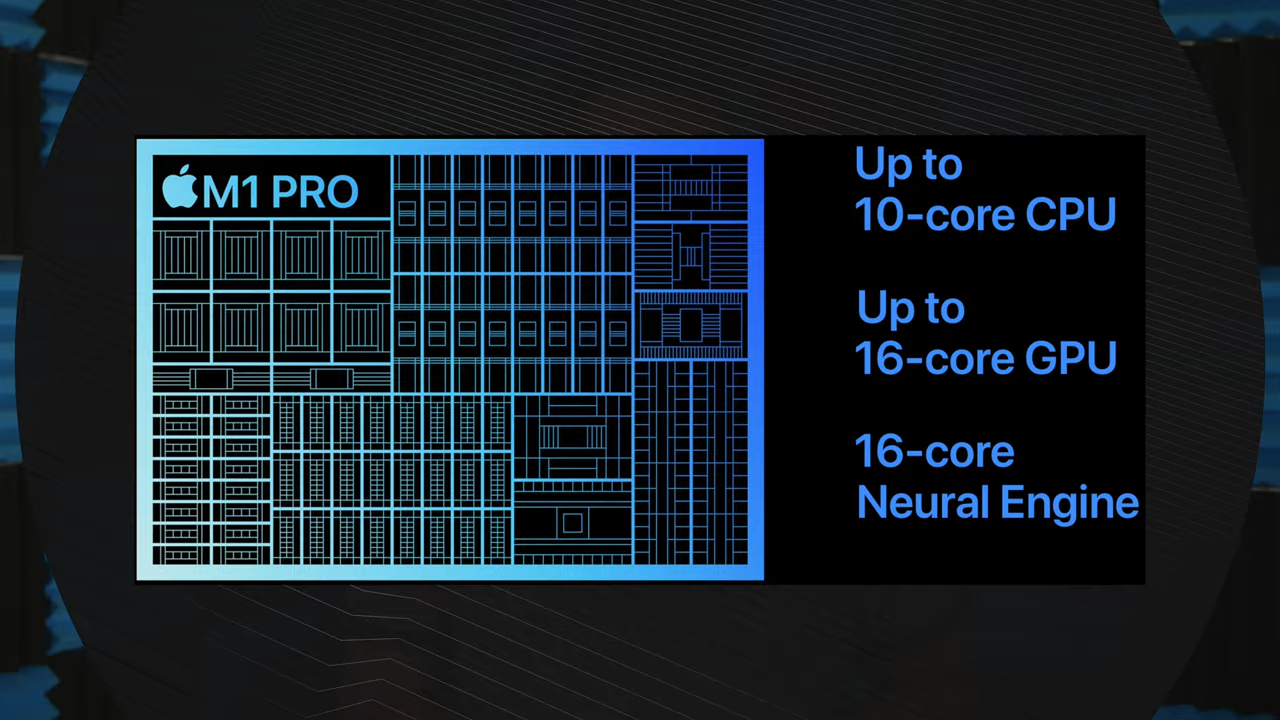 M1 PRO
Up to
10-core CPU
Up to
16-core GPU
16-core
Neural Engine